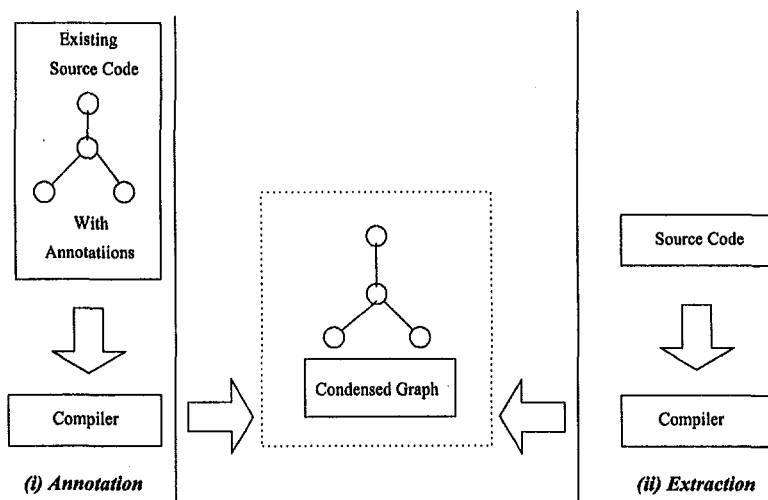 Existing
Source Code
With
Annotatiions
Compiler
(i) Annotation
Condensed Graph
Source Code
Compiler
(ii) Extraction